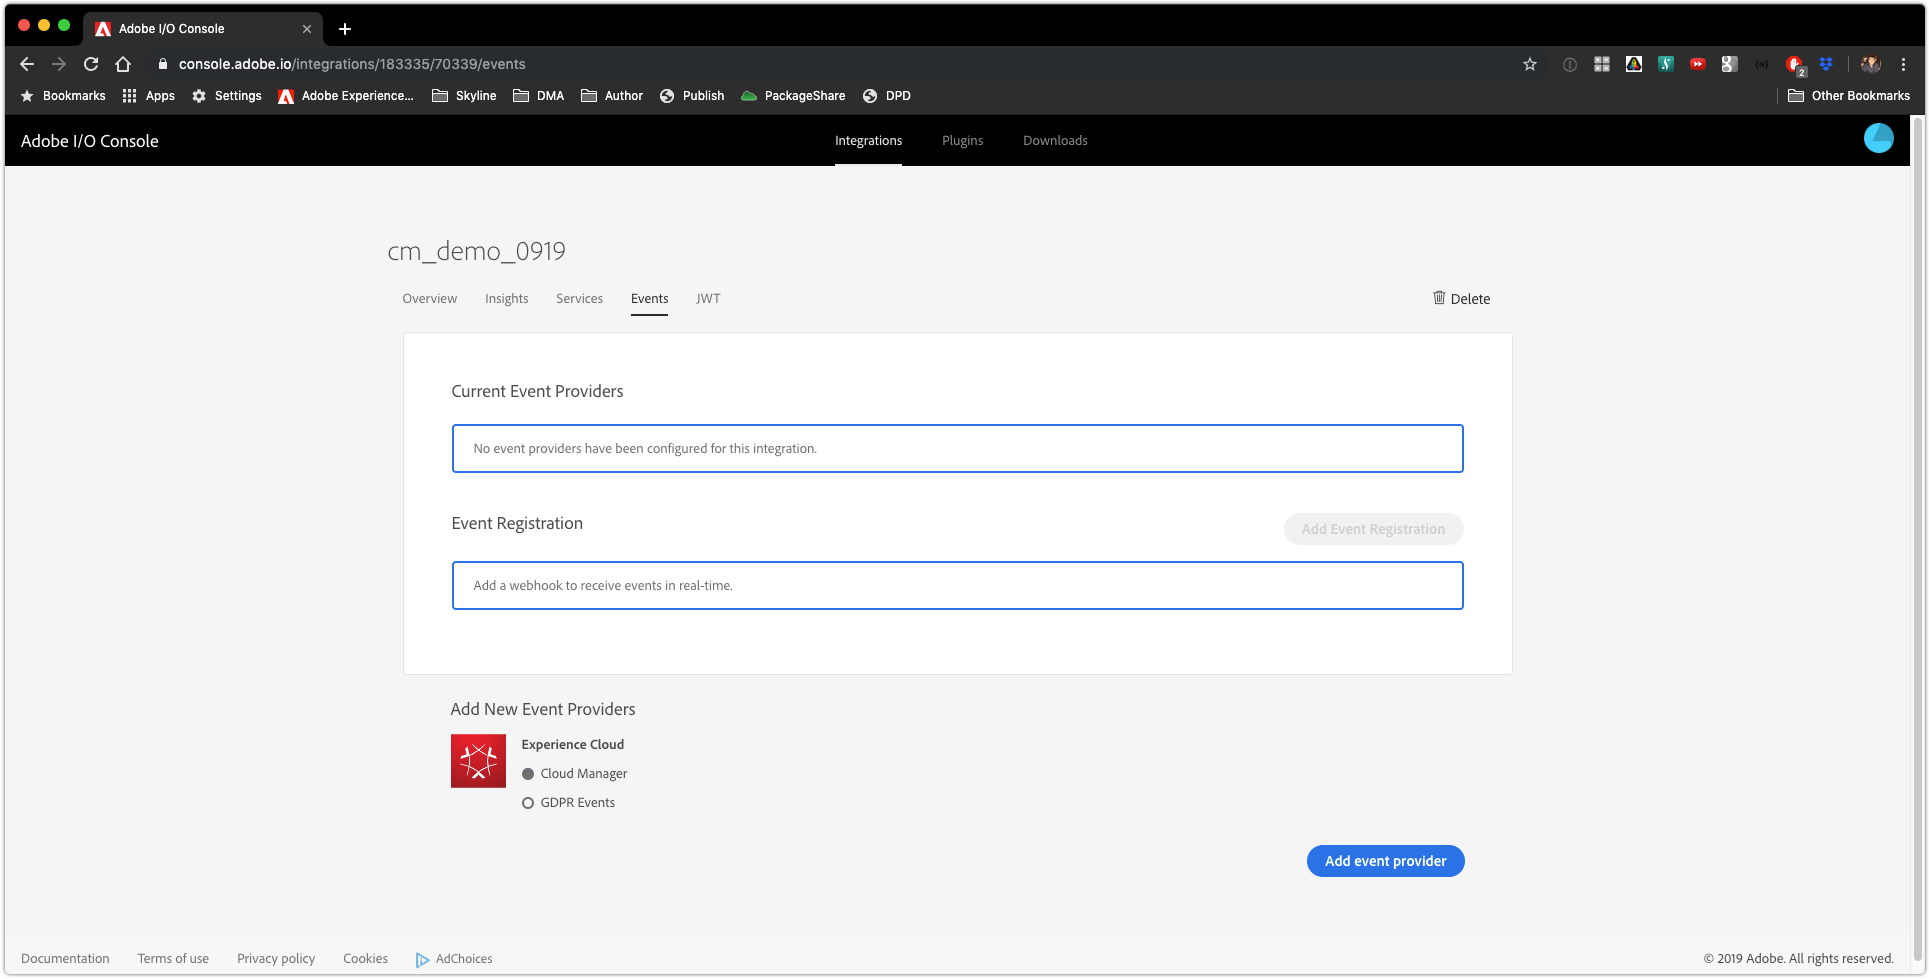 Adobe I/O Console
console.adobe.io/integrations/183335/70339/events
2
Bookmarks Apps Settings Adobe Experience... Skyline DMA Author Publish PackageShare DPD Other Bookmarks
Adobe I/O Console Integrations Plugins Downloads
cm_demo_0919
Overview Insights Services Events JWT Delete
Current Event Providers
No event providers have been configured for this integration.
Event Registration Add Event Registration
Add a webhook to receive events in real-time.
Add New Event Providers
Experience Cloud
Cloud Manager
GDPR Events
Add event provider
Documentation Terms of use Privacy policy Cookies AdChoices © 2019 Adobe. All rights reserved.